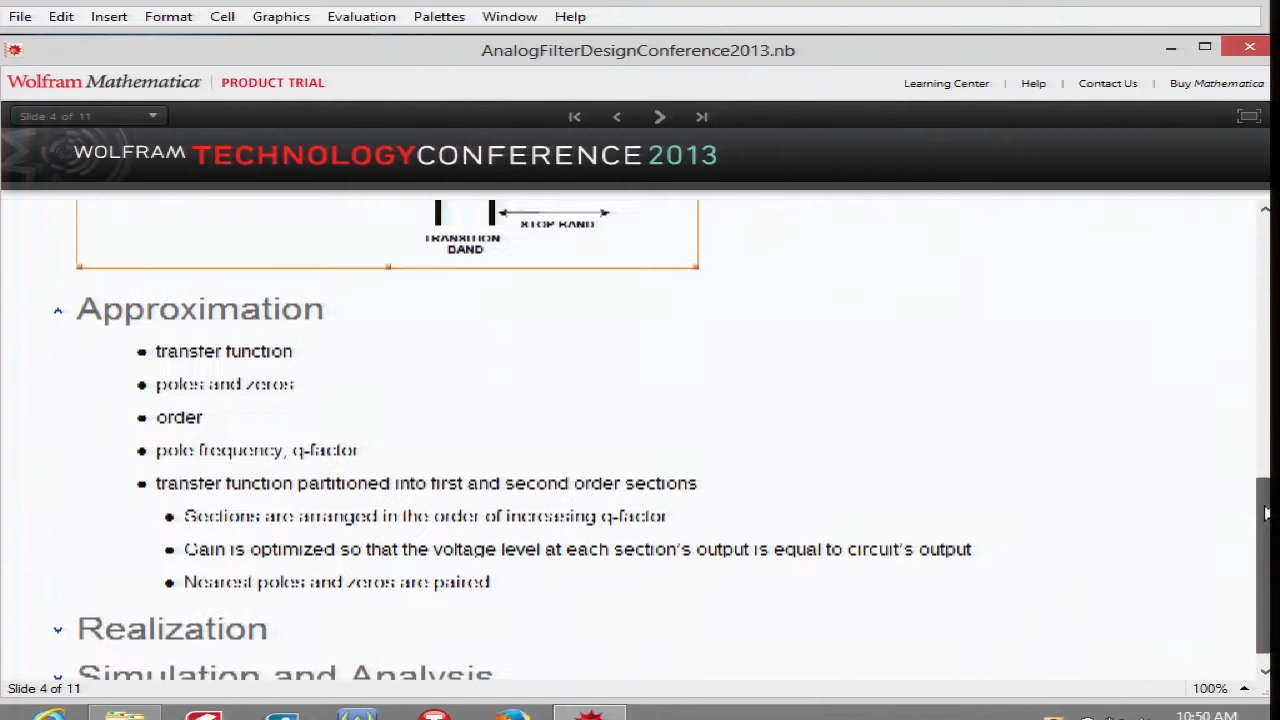 File Edit Insert Format Cell Graphics Evaluation Palettes Window Help
AnalogFilterDesignConference2013.nb
Wolfram Mathematica | PRODUCT TRIAL Learning Center | Help | Contact Us | Buy Mathematica
Slide 4 of 11
WOLFRAM TECHNOLOGYCONFERENCE 2013
STOP BAND
TRANSITION
BAND
Approximation
transfer function
poles and zeros
order
pole frequency, q-factor
transfer function partitioned into first and second order sections
Sections are arranged in the order of increasing q-factor
Gain is optimized so that the voltage level at each section's output is equal to circuit's output
Nearest poles and zeros are paired
Realization
Simulation and Analysis
Slide 4 of 11 100%
10:50 AM